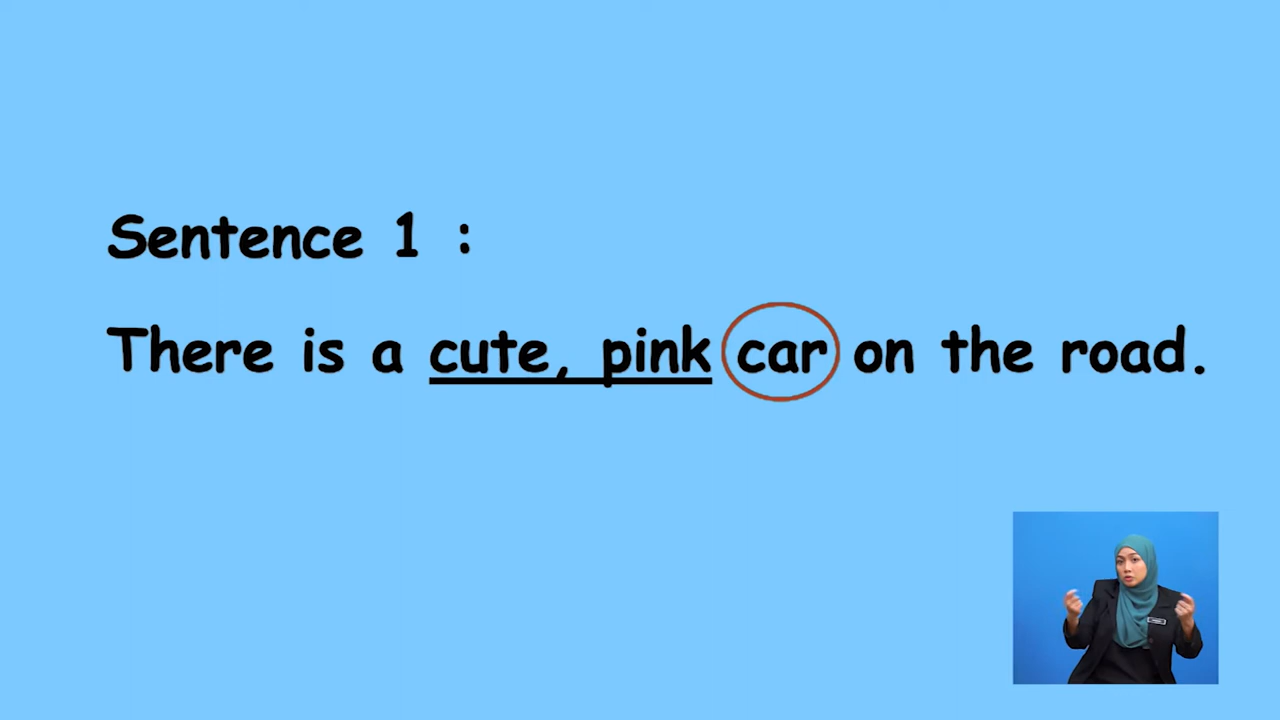 Sentence 1 :
There is a cute, pink car on the road.